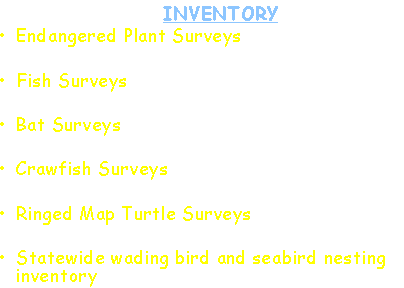 INVENTORY
• Endangered Plant Surveys
• Fish Surveys
• Bat Surveys
• Crawfish Surveys
• Ringed Map Turtle Surveys
• Statewide wading bird and seabird nesting
inventory